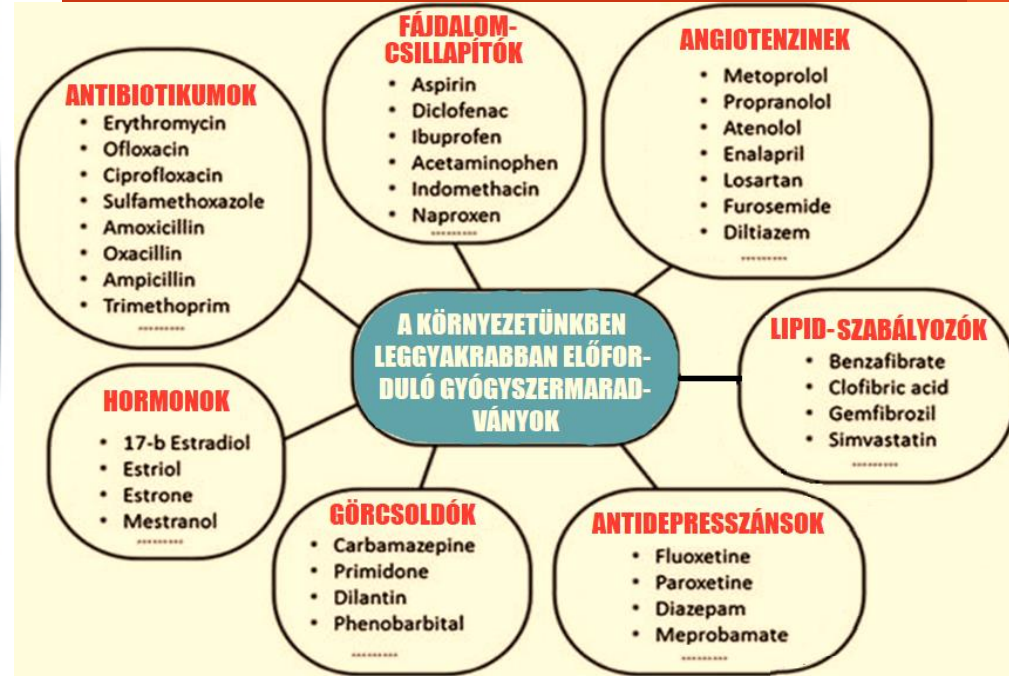 FÁJDALOM-
CSILLAPÍTÓK
• Aspirin
• Diclofenac
• Ibuprofen
• Acetaminophen
• Indomethacin
• Naproxen
.........
ANGIOTENZINEK
• Metoprolol
• Propranolol
• Atenolol
• Enalapril
• Losartan
• Furosemide
• Diltiazem
.........
ANTIBIOTIKUMOK
• Erythromycin
• Ofloxacin
• Ciprofloxacin
• Sulfamethoxazole
• Amoxicillin
• Oxacillin
• Ampicillin
• Trimethoprim
.........
A KÖRNYEZETÜNKBEN
LEGGYAKRABBAN ELŐFOR-
DULÓ GYÓGYSZERMARAD-
VÁNYOK
LIPID-SZABÁLYOZÓK
• Benzafibrate
• Clofibric acid
• Gemfibrozil
• Simvastatin
.........
HORMONOK
• 17-b Estradiol
• Estriol
• Estrone
• Mestranol
.........
GÖRCSOLDÓK
• Carbamazepine
• Primidone
• Dilantin
• Phenobarbital
.........
ANTIDEPRESSZÁNSOK
• Fluoxetine
• Paroxetine
• Diazepam
• Meprobamate
.........